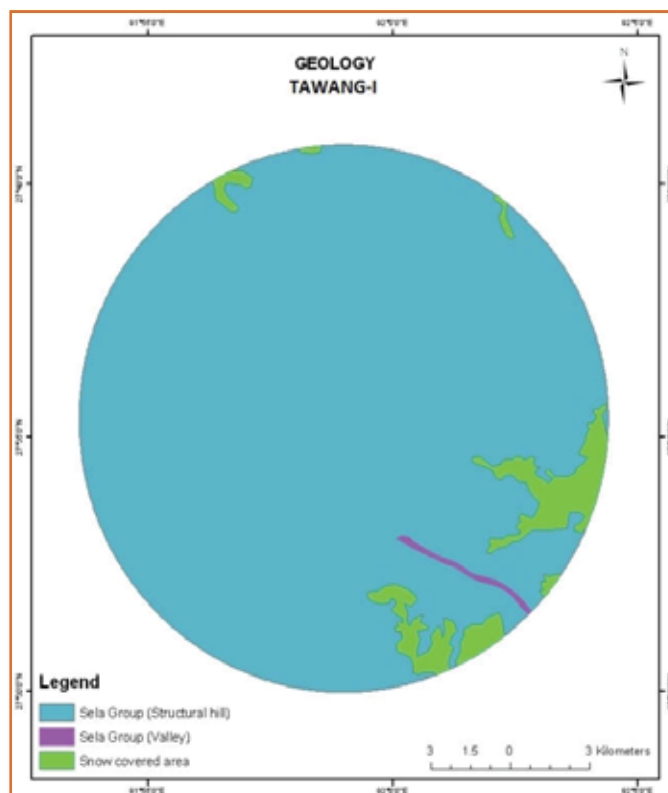 GEOLOGY
TAWANG-I
N
Legend
Sela Group (Structural hill)
Sela Group (Valley)
Snow covered area
3 1.5 0 3 Kilometers